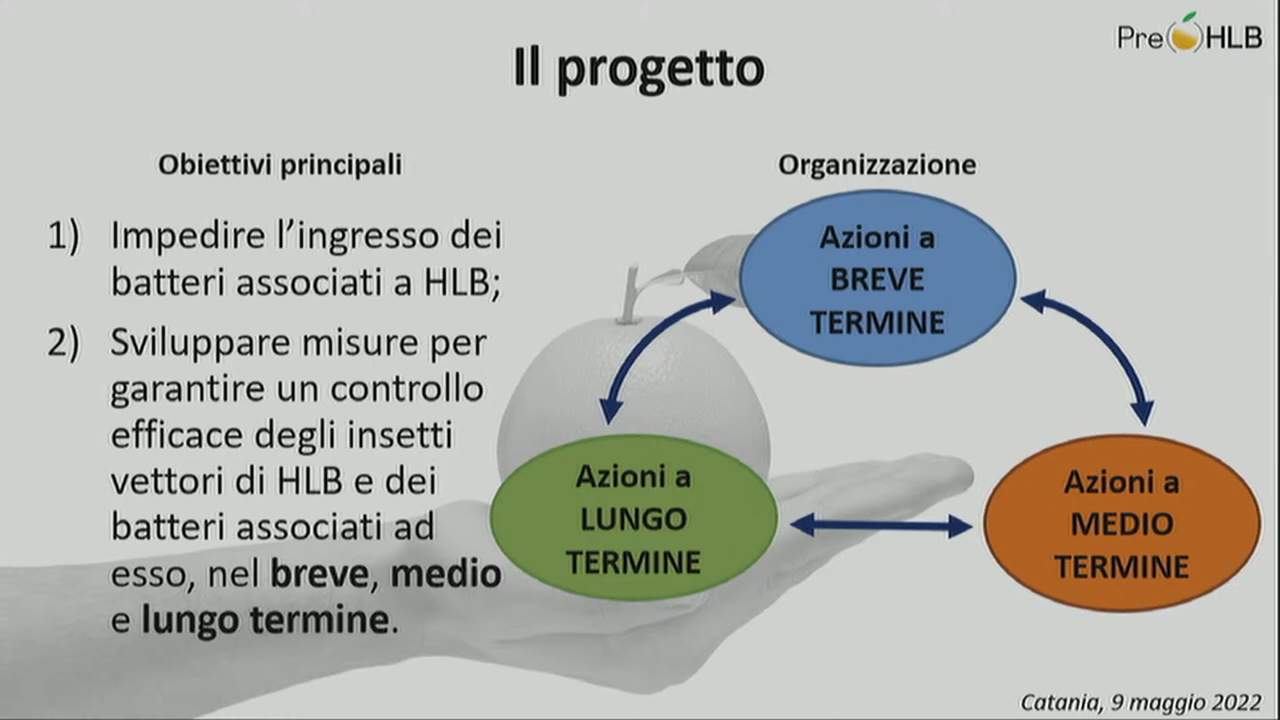 Pre HLB
Il progetto
Obiettivi principali
1) Impedire l’ingresso dei
batteri associati a HLB;
2) Sviluppare misure per
garantire un controllo
efficace degli insetti
vettori di HLB e dei
batteri associati ad
esso, nel breve, medio
e lungo termine.
Organizzazione
Azioni a
BREVE
TERMINE
Azioni a
LUNGO
TERMINE
Azioni a
MEDIO
TERMINE
Catania, 9 maggio 2022